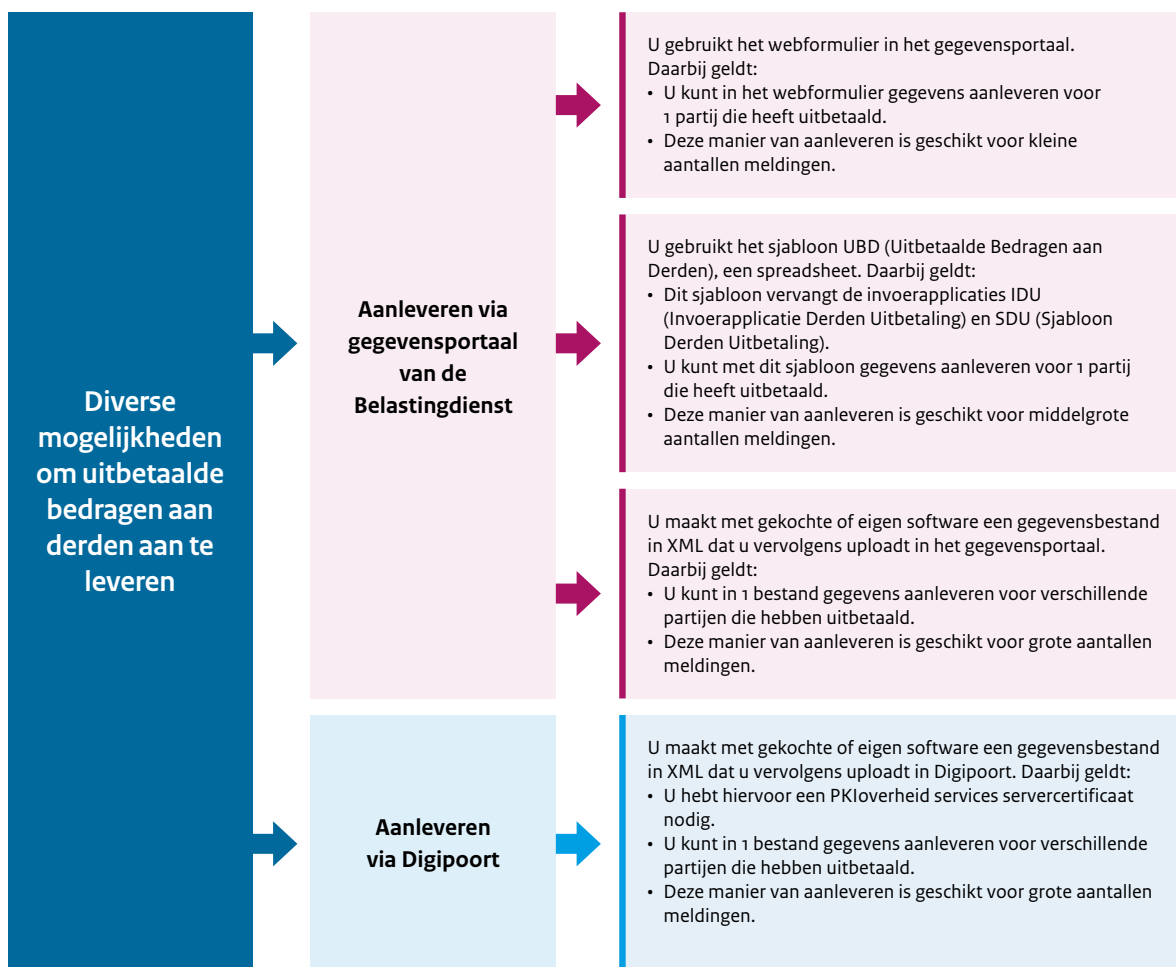 Diverse
mogelijkheden
om uitbetaalde
bedragen aan
derden aan te
leveren
Aanleveren via
gegevensportaal
van de
Belastingdienst
U gebruikt het webformulier in het gegevensportaal.
Daarbij geldt:
• U kunt in het webformulier gegevens aanleveren voor
1 partij die heeft uitbetaald.
• Deze manier van aanleveren is geschikt voor kleine
aantallen meldingen.
U gebruikt het sjabloon UBD (Uitbetaalde Bedragen aan
Derden), een spreadsheet. Daarbij geldt:
• Dit sjabloon vervangt de invoerapplicaties IDU
(Invoerapplicatie Derden Uitbetaling) en SDU (Sjabloon
Derden Uitbetaling).
• U kunt met dit sjabloon gegevens aanleveren voor 1 partij
die heeft uitbetaald.
• Deze manier van aanleveren is geschikt voor middelgrote
aantallen meldingen.
U maakt met gekochte of eigen software een gegevensbestand
in XML dat u vervolgens uploadt in het gegevensportaal.
Daarbij geldt:
• U kunt in 1 bestand gegevens aanleveren voor verschillende
partijen die hebben uitbetaald.
• Deze manier van aanleveren is geschikt voor grote aantallen
meldingen.
Aanleveren
via Digipoort
U maakt met gekochte of eigen software een gegevensbestand
in XML dat u vervolgens uploadt in Digipoort. Daarbij geldt:
• U hebt hiervoor een PKIoverheid services servercertificaat
nodig.
• U kunt in 1 bestand gegevens aanleveren voor verschillende
partijen die hebben uitbetaald.
• Deze manier van aanleveren is geschikt voor grote aantallen
meldingen.